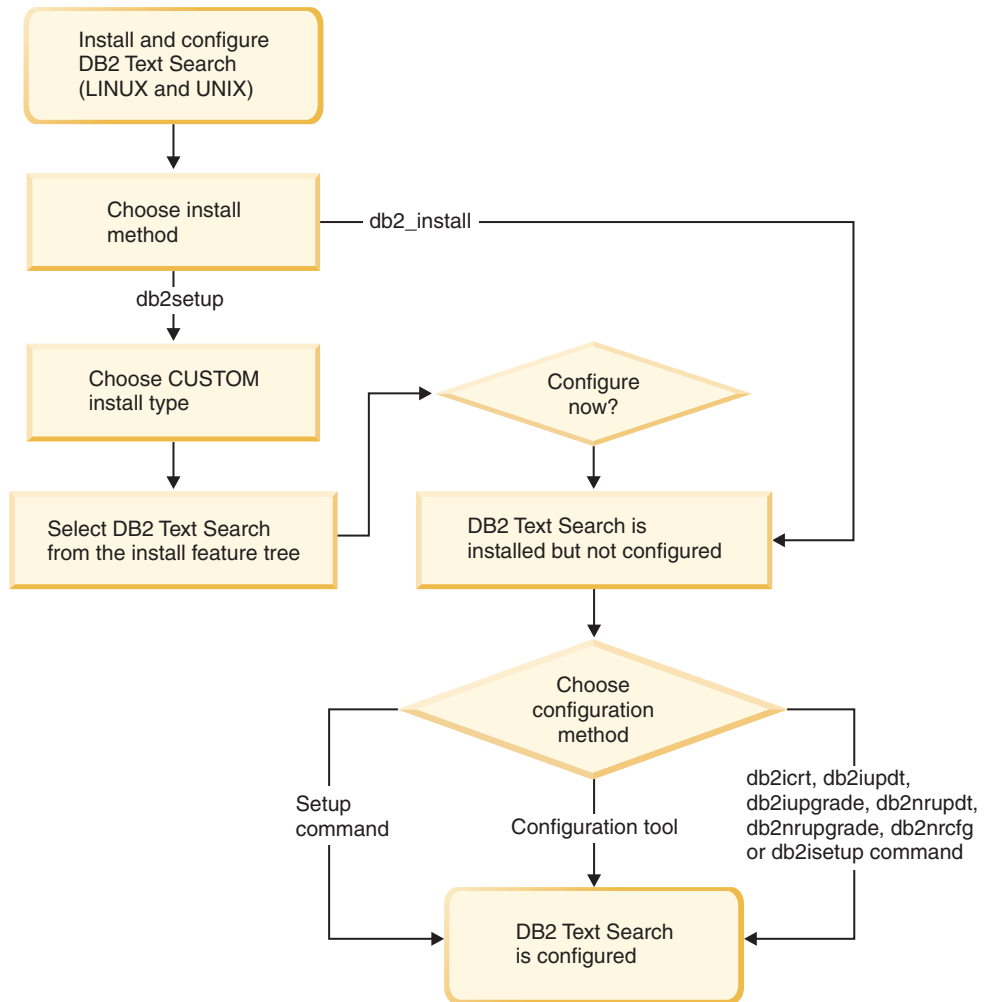 Install and configure
DB2 Text Search
(LINUX and UNIX)
Choose install
method
db2_install
db2setup
Choose CUSTOM
install type
Configure
now?
Select DB2 Text Search
from the install feature tree
DB2 Text Search is
installed but not configured
Choose
configuration
method
Setup
command
Configuration tool
db2icrt, db2iupdt,
db2iupgrade, db2nrupdt,
db2nrupgrade, db2nrcfg
or db2isetup command
DB2 Text Search
is configured